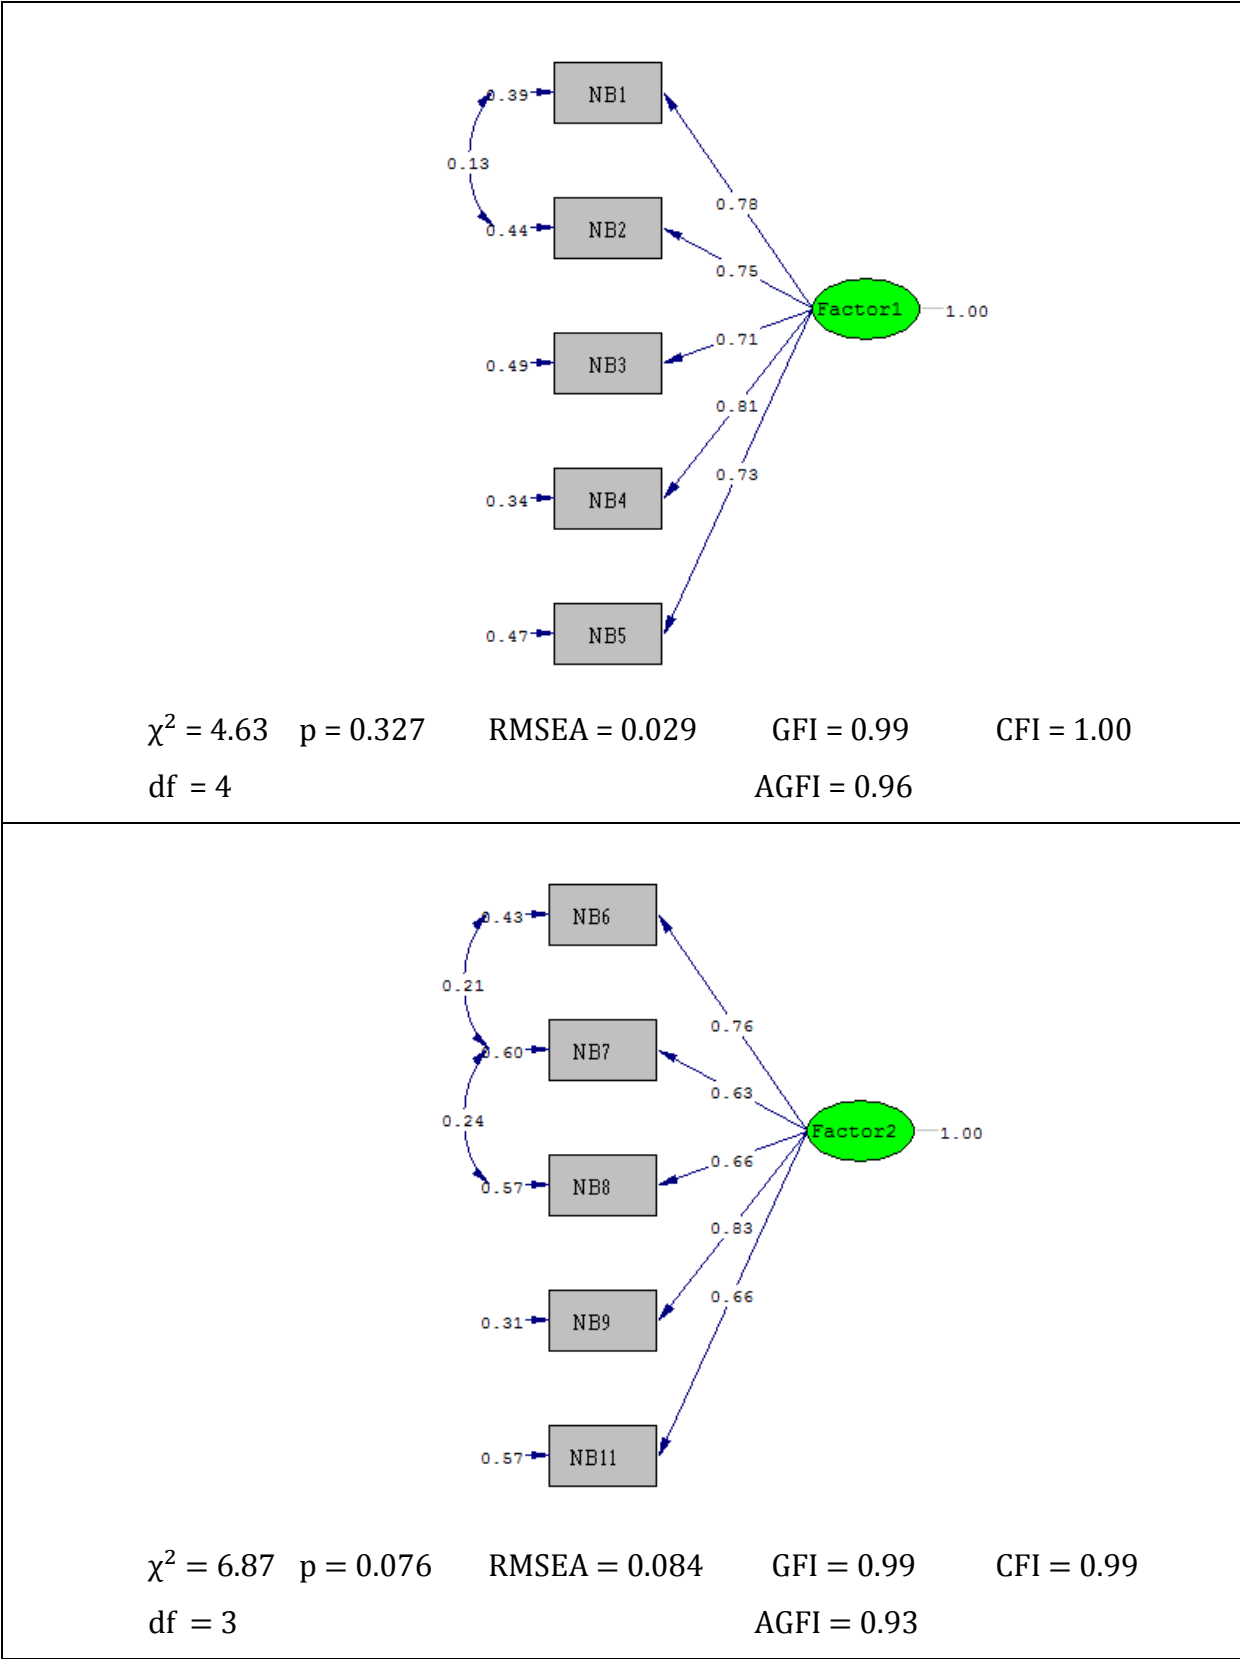 0.39 NB1
0.13
0.78
0.44 NB2
0.75
Factor1 1.00
0.71
0.49 NB3
0.81
0.73
0.34 NB4
0.47 NB5
χ² = 4.63 p = 0.327 RMSEA = 0.029 GFI = 0.99 CFI = 1.00
df = 4 AGFI = 0.96
0.43 NB6
0.21
0.76
0.60 NB7
0.63
0.24
Factor2 1.00
0.66
0.57 NB8
0.83
0.66
0.31 NB9
0.57 NB11
χ² = 6.87 p = 0.076 RMSEA = 0.084 GFI = 0.99 CFI = 0.99
df = 3 AGFI = 0.93